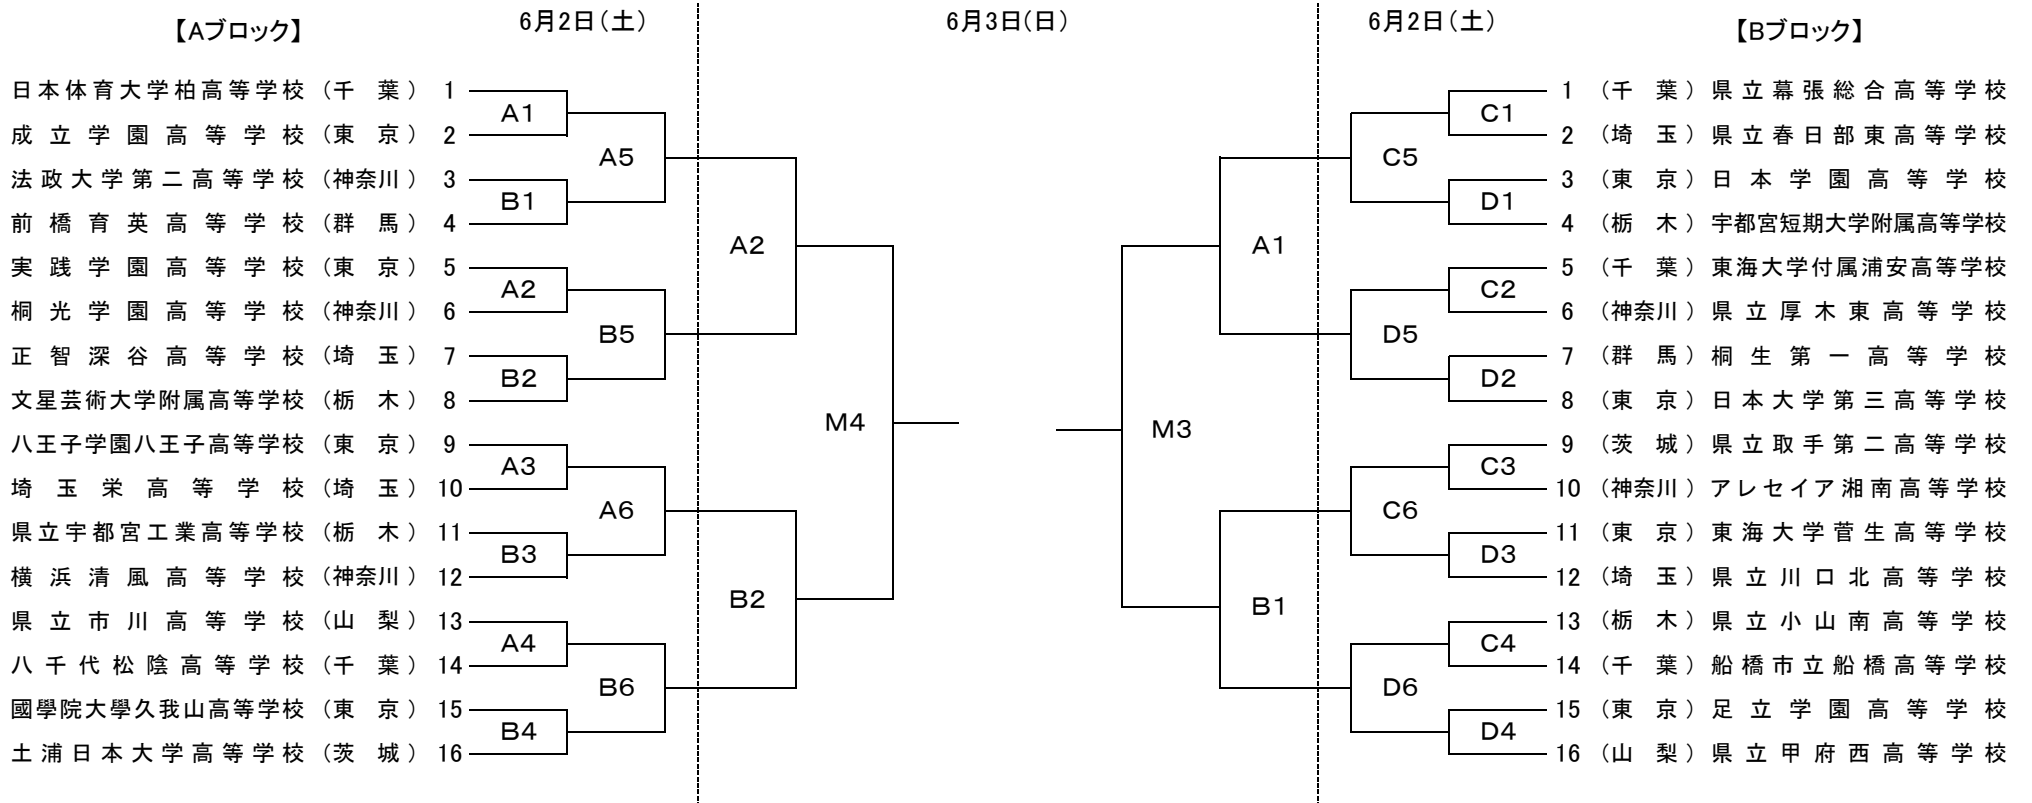 【Aブロック】 6月2日(土) 6月3日(日) 6月2日(土) 【Bブロック】
日本体育大学柏高等学校 (千 葉) 1 1 (千 葉) 県立幕張総合高等学校
A1 C1
成立学園高等学校 (東 京) 2 2 (埼 玉) 県立春日部東高等学校
A5 C5
法政大学第二高等学校 (神奈川) 3 3 (東 京) 日本学園高等学校
B1 D1
前橋育英高等学校 (群 馬) 4 4 (栃 木) 宇都宮短期大学附属高等学校
A2 A1
実践学園高等学校 (東 京) 5 5 (千 葉) 東海大学付属浦安高等学校
A2 C2
桐光学園高等学校 (神奈川) 6 6 (神奈川) 県立厚木東高等学校
B5 D5
正智深谷高等学校 (埼 玉) 7 7 (群 馬) 桐生第一高等学校
B2 D2
文星芸術大学附属高等学校 (栃 木) 8 8 (東 京) 日本大学第三高等学校
M4 M3
八王子学園八王子高等学校 (東 京) 9 9 (茨 城) 県立取手第二高等学校
A3 C3
埼玉栄高等学校 (埼 玉) 10 10 (神奈川) アレセイア湘南高等学校
A6 C6
県立宇都宮工業高等学校 (栃 木) 11 11 (東 京) 東海大学菅生高等学校
B3 D3
横浜清風高等学校 (神奈川) 12 12 (埼 玉) 県立川口北高等学校
B2 B1
県立市川高等学校 (山 梨) 13 13 (栃 木) 県立小山南高等学校
A4 C4
八千代松陰高等学校 (千 葉) 14 14 (千 葉) 船橋市立船橋高等学校
B6 D6
國學院大學久我山高等学校 (東 京) 15 15 (東 京) 足立学園高等学校
B4 D4
土浦日本大学高等学校 (茨 城) 16 16 (山 梨) 県立甲府西高等学校